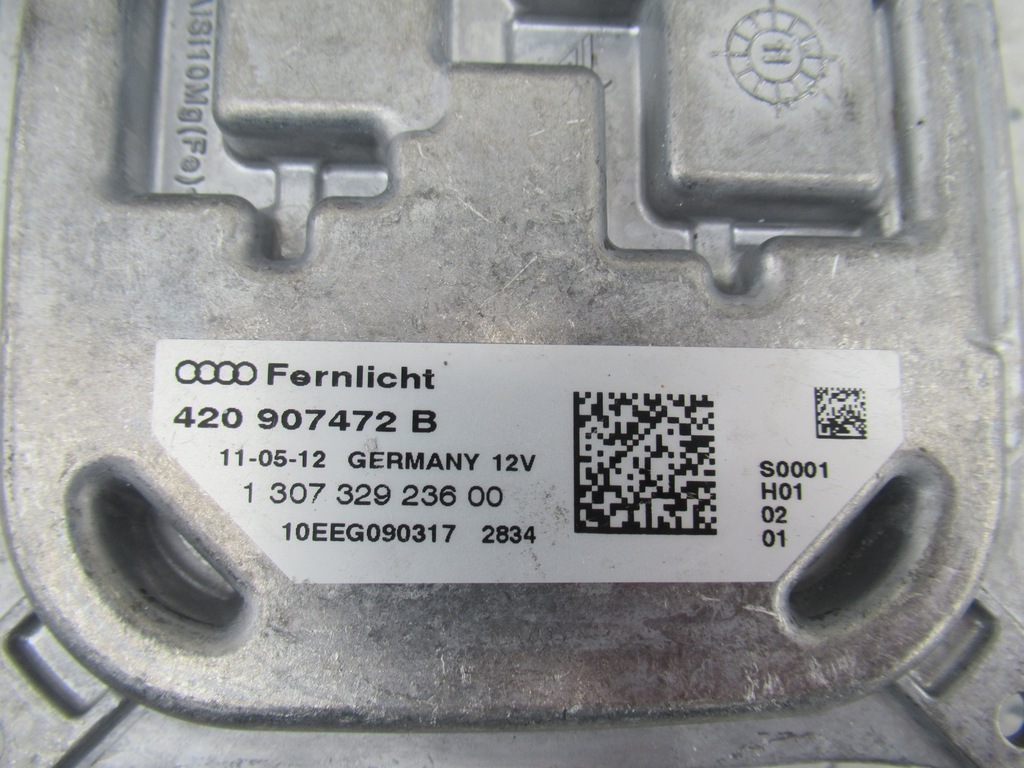 AlSi10Mg(Fe)
11
Fernlicht
420 907472 B
11-05-12 GERMANY 12V
1 307 329 236 00
10EEG090317 2834
S0001
H01
02
01